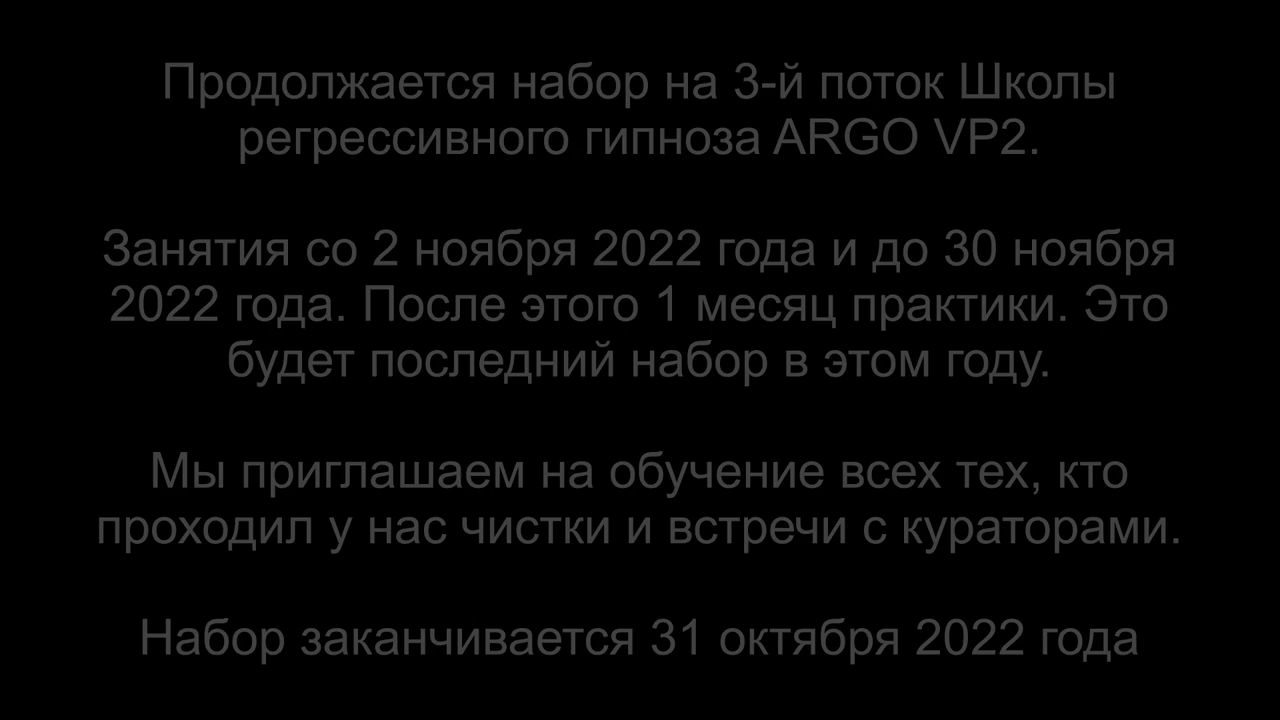 Продолжается набор на 3-й поток Школы
регрессивного гипноза ARGO VP2.
Занятия со 2 ноября 2022 года и до 30 ноября
2022 года. После этого 1 месяц практики. Это
будет последний набор в этом году.
Мы приглашаем на обучение всех тех, кто
проходил у нас чистки и встречи с кураторами.
Набор заканчивается 31 октября 2022 года